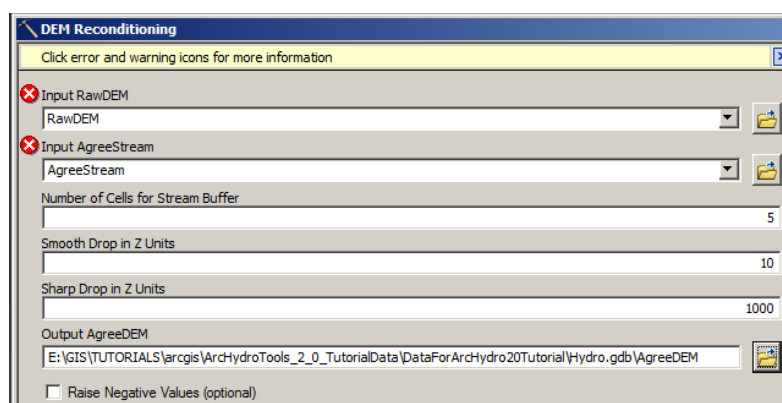 DEM Reconditioning
Click error and warning icons for more information
Input RawDEM
RawDEM
Input AgreeStream
AgreeStream
Number of Cells for Stream Buffer
5
Smooth Drop in Z Units
10
Sharp Drop in Z Units
1000
Output AgreeDEM
E:\GIS\TUTORIALS\arcgis\ArcHydroTools_2_0_TutorialData\DataForArcHydro20Tutorial\Hydro.gdb\AgreeDEM
Raise Negative Values (optional)